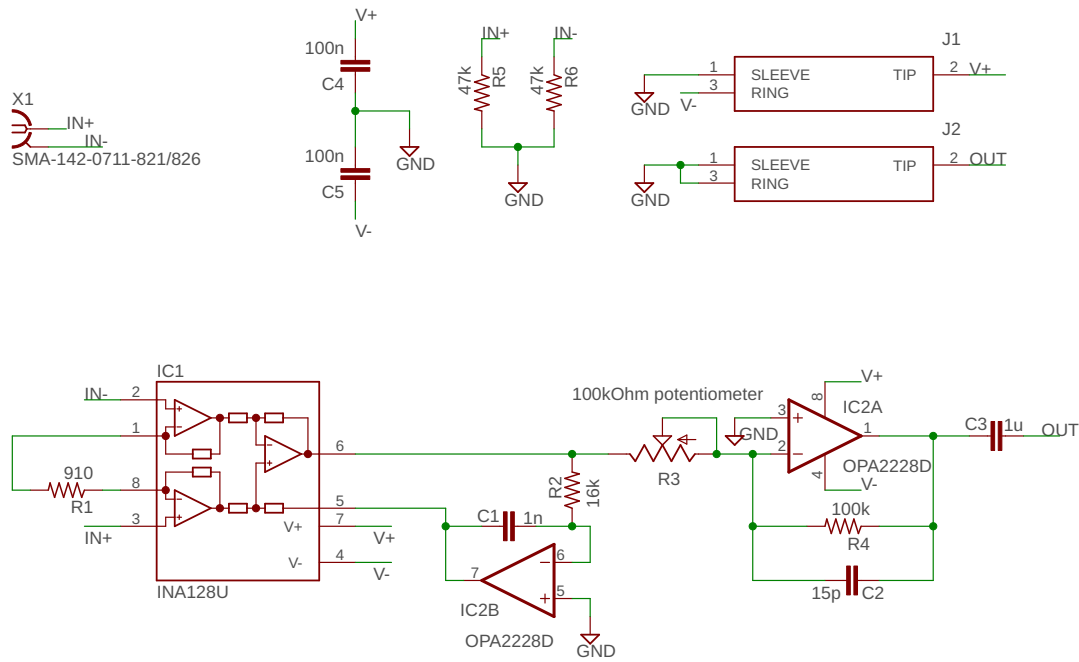 V+
100n
C4
100n
C5
V-
GND
X1
IN+
IN-
SMA-142-0711-821/826
IN+
IN-
47k
R5
47k
R6
GND
J1
1
SLEEVE
TIP
2
V+
3
RING
V-
GND
J2
1
SLEEVE
TIP
2
OUT
3
RING
GND
IC1
IN-
2
1
910
R1
8
3
IN+
6
5
V+
7
V+
V-
4
V-
INA128U
100kOhm potentiometer
R3
R2
16k
C1
1n
7
6
5
IC2B
OPA2228D
GND
3
GND
2
8
V+
IC2A
1
OPA2228D
4
V-
C3
1u
OUT
100k
R4
15p
C2